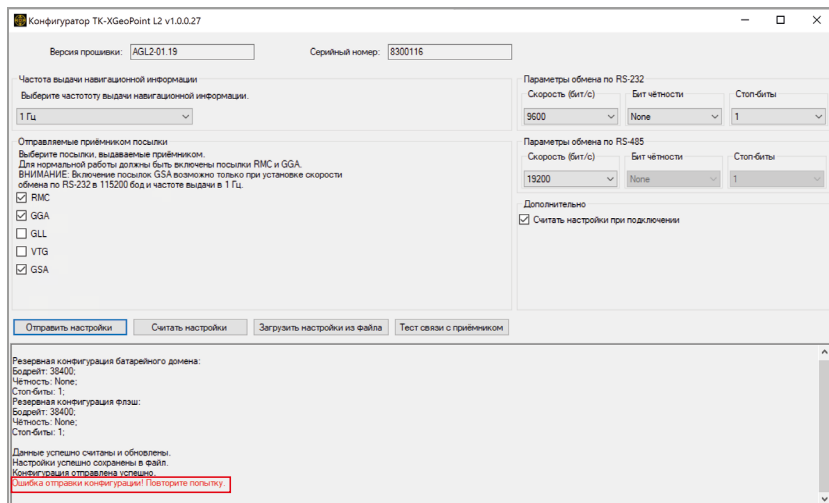 Конфигуратор TK-XGeoPoint L2 v1.0.0.27
Версия прошивки: AGL2-01.19
Серийный номер: 8300116
Частота выдачи навигационной информации
Выберите частототу выдачи навигационной информации.
1 Гц
Отправляемые приёмником посылки
Выберите посылки, выдаваемые приёмником.
Для нормальной работы должны быть включены посылки RMC и GGA.
ВНИМАНИЕ: Включение посылок GSA возможно только при установке скорости
обмена по RS-232 в 115200 бод и частоте выдачи в 1 Гц.
RMC
GGA
GLL
VTG
GSA
Параметры обмена по RS-232
Скорость (бит/с) Бит чётности Стоп-биты
9600 None 1
Параметры обмена по RS-485
Скорость (бит/с) Бит чётности Стоп-биты
19200 None 1
Дополнительно
Считать настройки при подключении
Отправить настройки Считать настройки Загрузить настройки из файла Тест связи с приёмником
Резервная конфигурация батарейного домена:
Бодрейт: 38400;
Чётность: None;
Стоп-биты: 1;
Резервная конфигурация флэш:
Бодрейт: 38400;
Чётность: None;
Стоп-биты: 1;
Данные успешно считаны и обновлены.
Настройки успешно сохранены в файл.
Конфигурация отправлена успешно.
Ошибка отправки конфигурации! Повторите попытку.